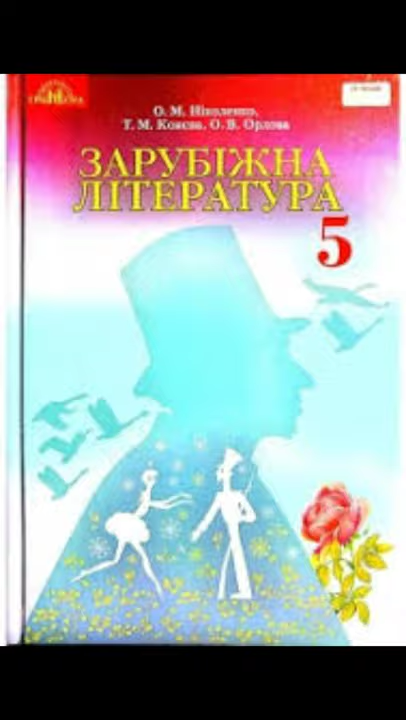 О. М. Ніколенко,
Т. М. Конєва, О. В. Орлова
ЗАРУБІЖНА
ЛІТЕРАТУРА
5